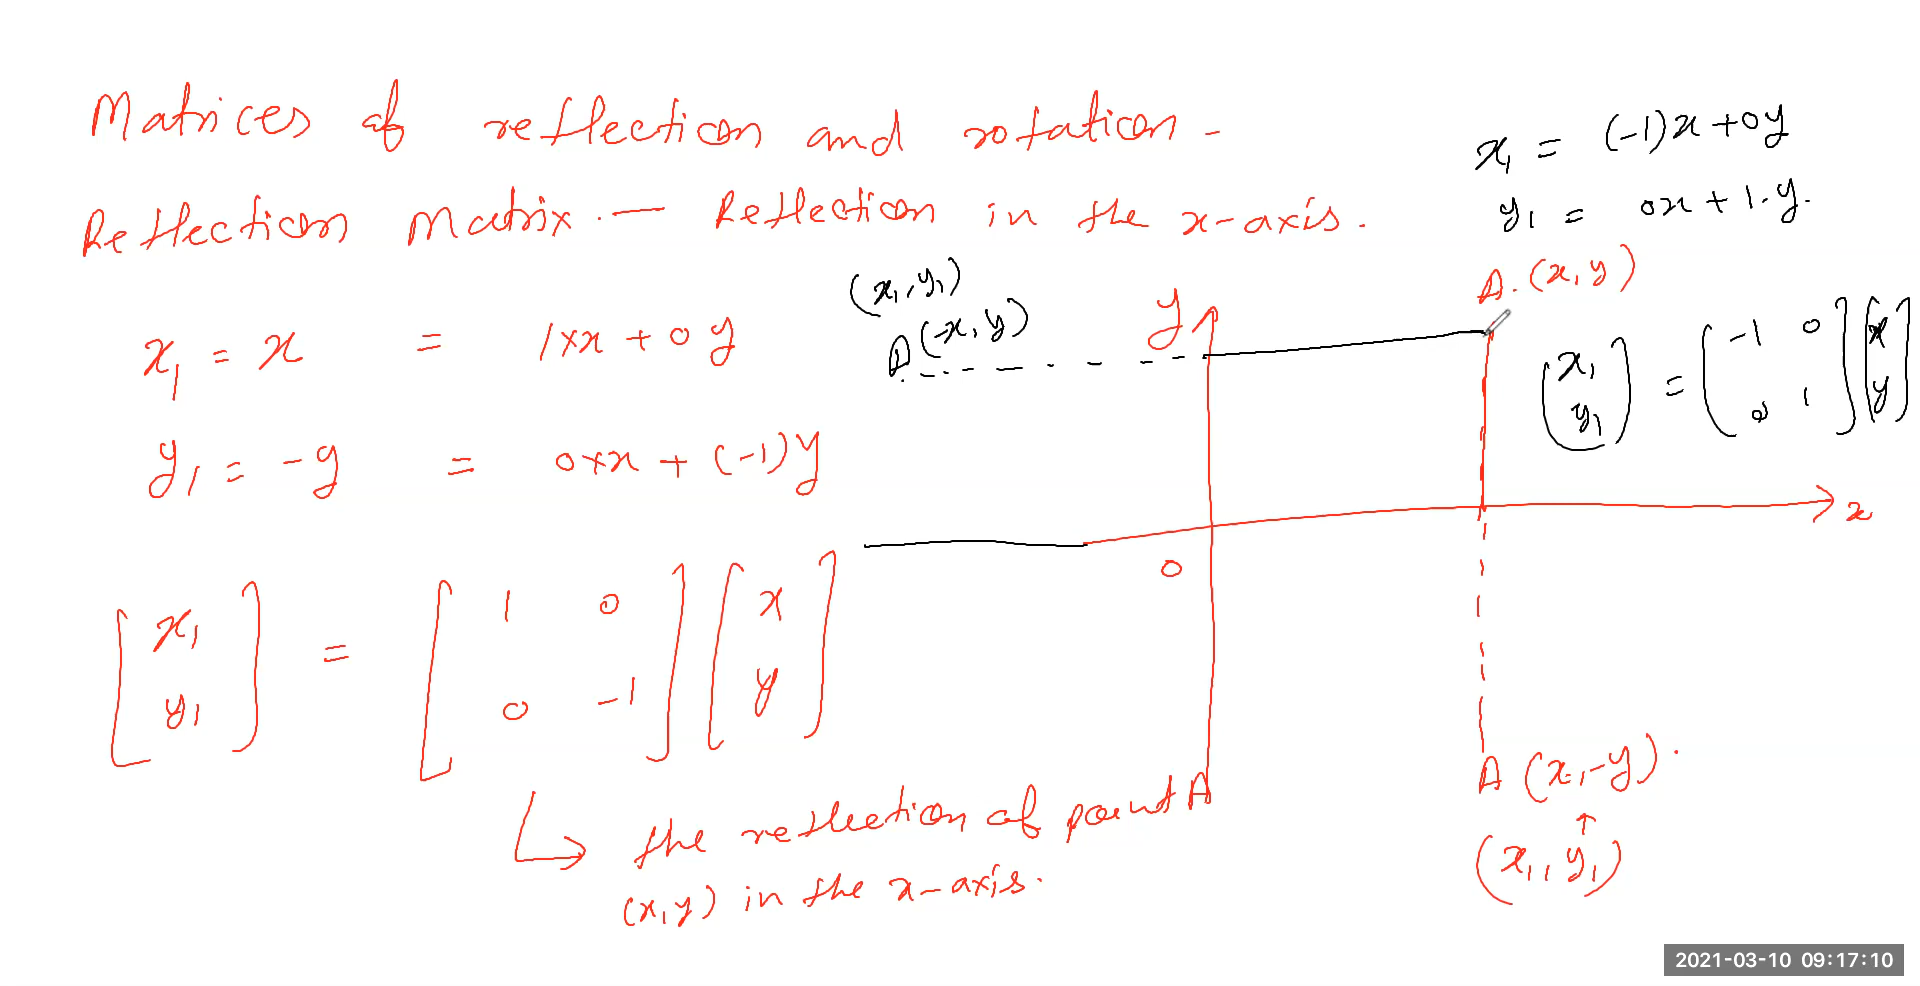 Matrices of reflection and rotation -
Reflection Matrix. — Reflection in the x-axis.
x₁ = x = 1×x + 0 y
y₁ = -y = 0×x + (-1)y
[x₁ y₁] = [1 0 0 -1] [x y]
↳ the reflection of point A
(x,y) in the x-axis.
x₁ = (-1)x + 0y
y₁ = 0x + 1.y.
A. (x, y)
(x₁, y₁)
A (-x, y)
y
[x₁ y₁] = [-1 0 0 1] [x y]
x
0
A (x, -y).
↑
(x₁, y₁)
2021-03-10 09:17:10